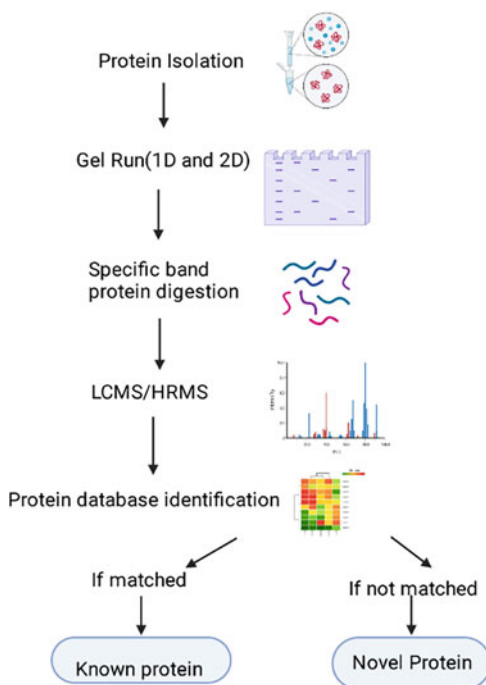 Protein Isolation
Gel Run(1D and 2D)
Specific band
protein digestion
LCMS/HRMS
Protein database identification
If matched
If not matched
Known protein
Novel Protein